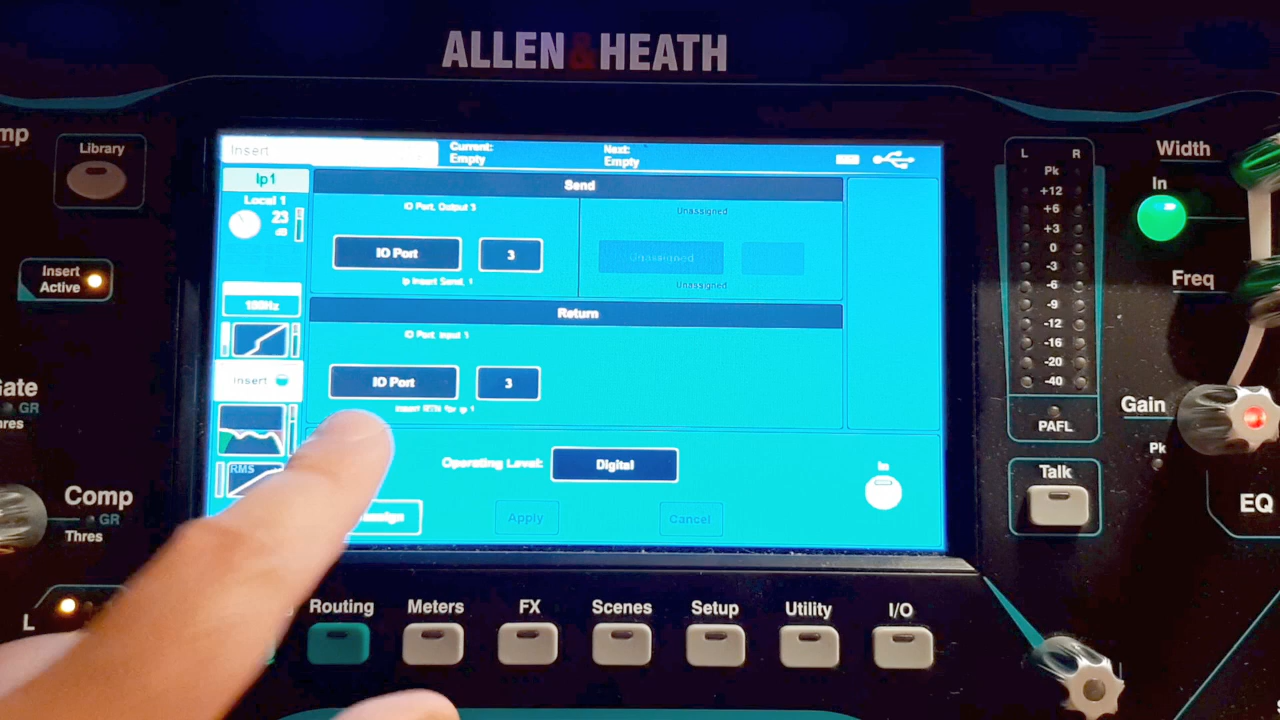 ALLEN & HEATH
mp
Library
Insert
Active
Gate
GR
hres
Comp
GR
Thres
L
Insert
Current:
Empty
Next:
Empty
Ip1
Local 1
23
dB
100Hz
Insert
RMS
Send
IO Port, Output 3
IO Port
3
Ip Insert Send, 1
Unassigned
Unassigned
Unassigned
Return
IO Port
3
Insert RTN for Ip 1
Operating Level:
Digital
In
Apply
Cancel
Routing
Meters
FX
Scenes
Setup
Utility
I/O
L
R
Pk
+12
+6
+3
0
-3
-6
-9
-12
-16
-20
-40
PAFL
Talk
Width
In
Freq
Gain
Pk
EQ